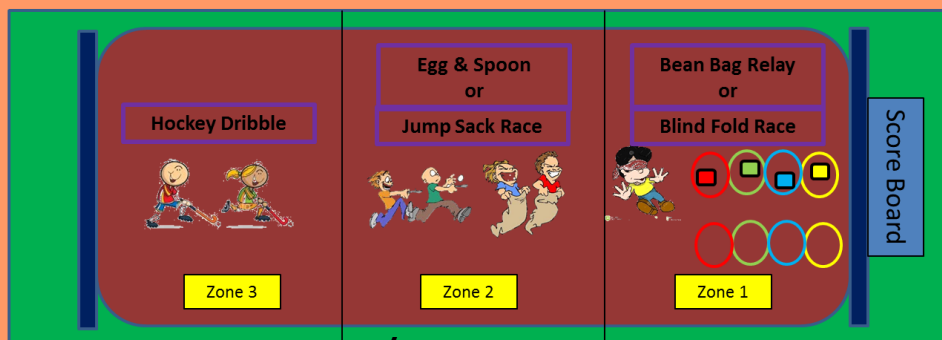 Hockey Dribble
Zone 3
Egg & Spoon
or
Jump Sack Race
Zone 2
Bean Bag Relay
or
Blind Fold Race
Zone 1
Score Board